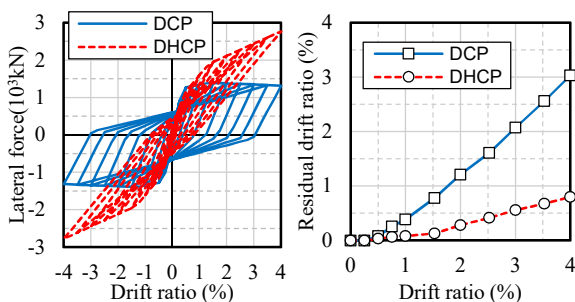 Lateral force(10³kN)
3
2
1
0
-1
-2
-3
DCP
DHCP
-4 -3 -2 -1 0 1 2 3 4
Drift ratio (%)
Residual drift ratio (%)
4
3
2
1
0
DCP
DHCP
0 1 2 3 4
Drift ratio (%)